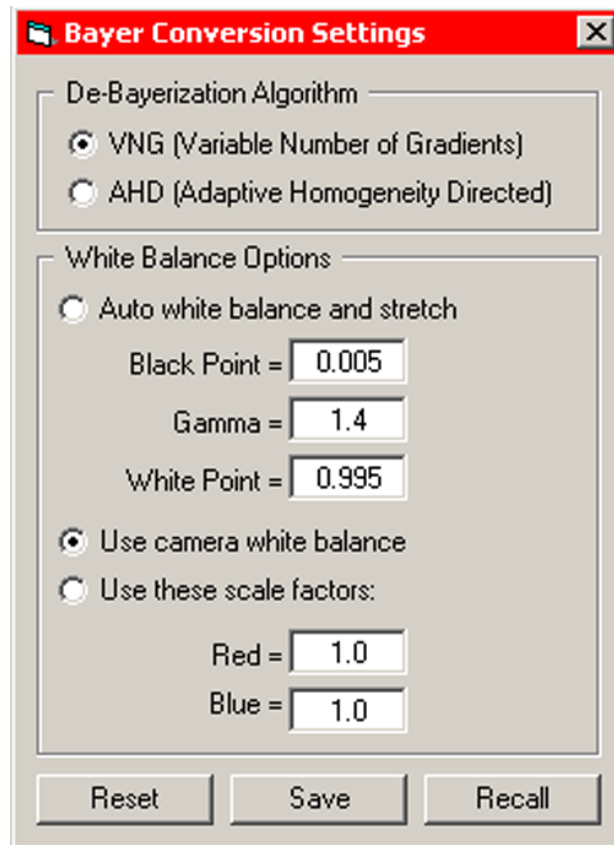 Bayer Conversion Settings
De-Bayerization Algorithm
VNG (Variable Number of Gradients)
AHD (Adaptive Homogeneity Directed)
White Balance Options
Auto white balance and stretch
Black Point = 0.005
Gamma = 1.4
White Point = 0.995
Use camera white balance
Use these scale factors:
Red = 1.0
Blue = 1.0
Reset Save Recall